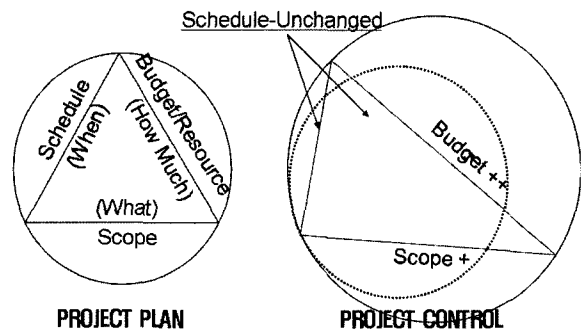 Schedule-Unchanged
Schedule
(When)
Budget/Resource
(How Much)
(What)
Scope
Budget ++
Scope +
PROJECT PLAN
PROJECT CONTROL